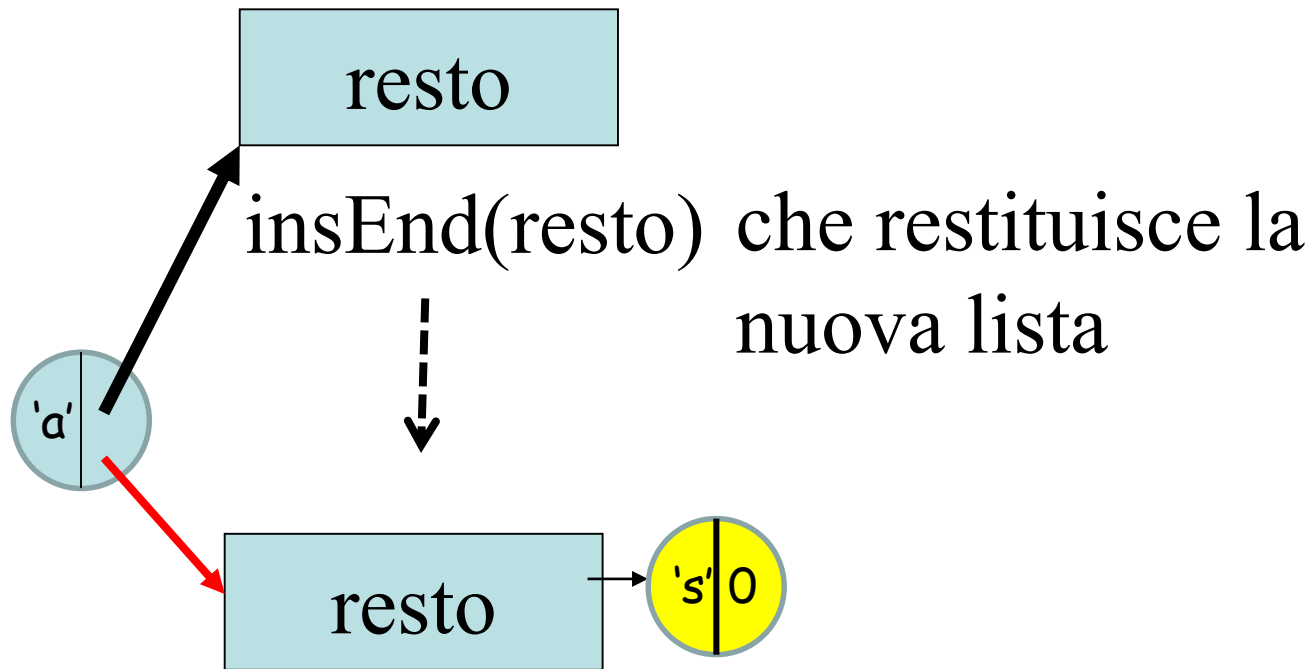 resto
insEnd(resto) che restituisce la
nuova lista
'a'
resto
's' 0